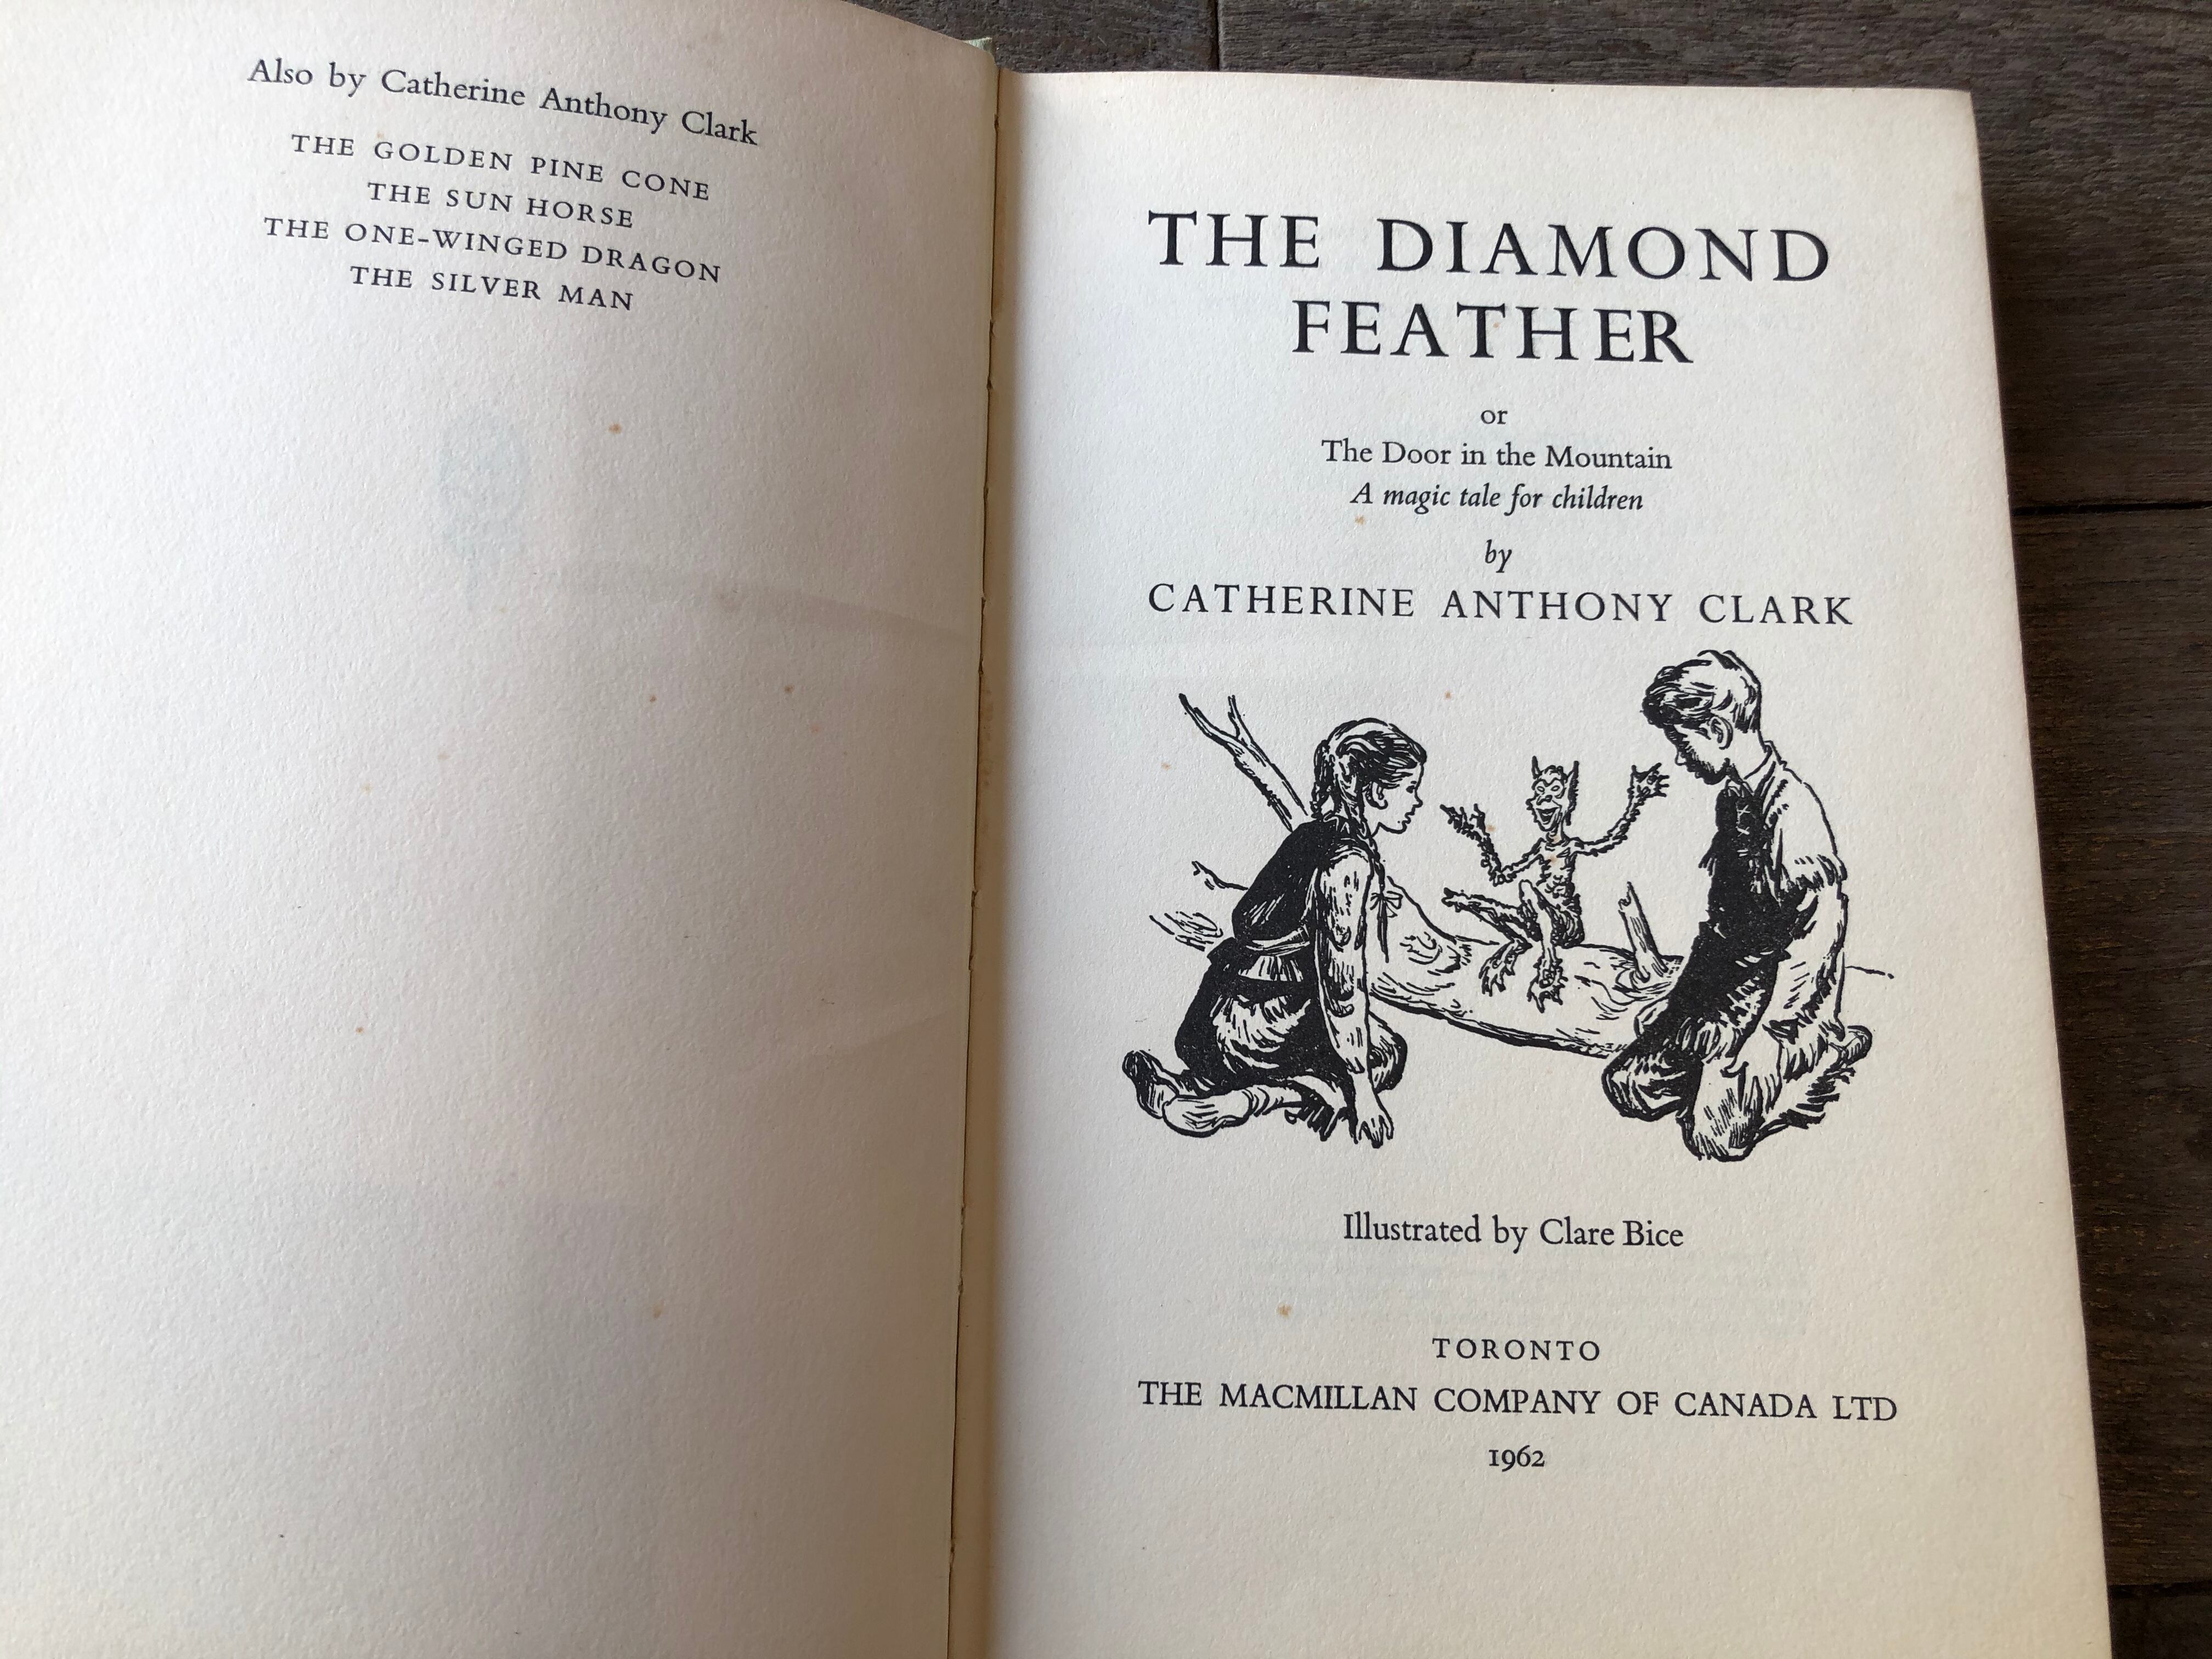 Also by Catherine Anthony Clark
THE GOLDEN PINE CONE
THE SUN HORSE
THE ONE-WINGED DRAGON
THE SILVER MAN
THE DIAMOND
FEATHER
or
The Door in the Mountain
A magic tale for children
by
CATHERINE ANTHONY CLARK
Illustrated by Clare Bice
TORONTO
THE MACMILLAN COMPANY OF CANADA LTD
1962